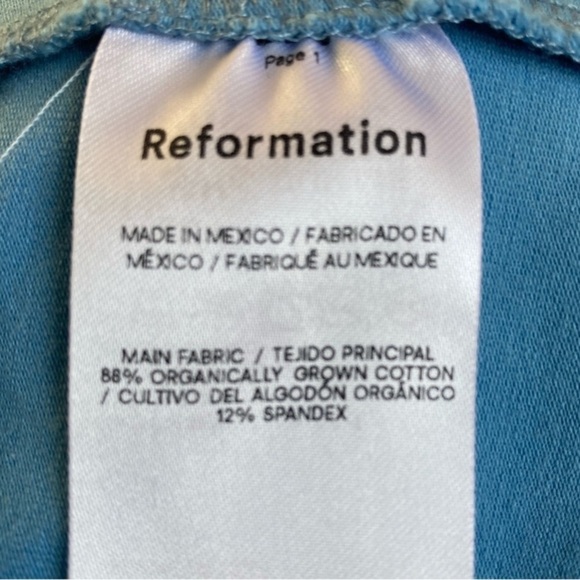 Page 1
Reformation
MADE IN MEXICO / FABRICADO EN
MÉXICO / FABRIQUÉ AU MEXIQUE
MAIN FABRIC / TEJIDO PRINCIPAL
88% ORGANICALLY GROWN COTTON
/ CULTIVO DEL ALGODÓN ORGÁNICO
12% SPANDEX